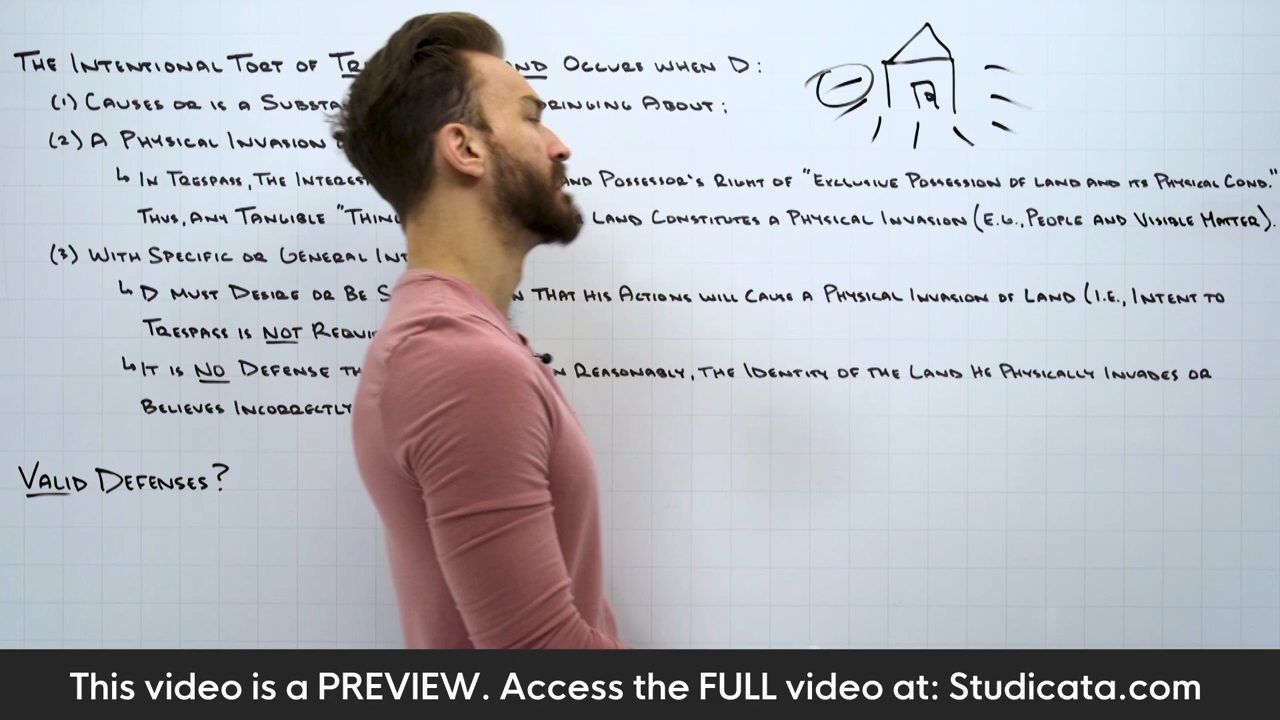 The Intentional Tort of Tr nd Occurs when D:
(1) Causes or is a Substa Bringing About;
(2) A Physical Invasion
↳ In Trespass, The Interes nd Possessor's Right of "Exclusive Possession of Land and its Physical Cond."
Thus, Any Tangible "Thin Land Constitutes a Physical Invasion (E.g., People and Visible Matter).
(3) With Specific or General Int
↳ D must Desire or Be S n that his Actions will Cause a Physical Invasion of Land (I.E., Intent to
Trespass is NOT Requi
↳ It is NO Defense th n Reasonably, the Identity of the Land He Physically Invades or
Believes Incorrectly
Valid Defenses?
This video is a PREVIEW. Access the FULL video at: Studicata.com